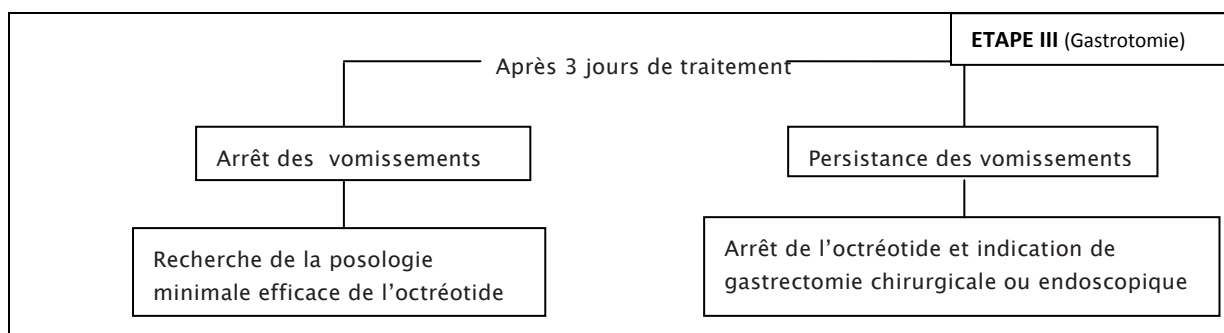 ETAPE III (Gastrotomie)
Après 3 jours de traitement
Arrêt des vomissements
Persistance des vomissements
Recherche de la posologie
minimale efficace de l’octréotide
Arrêt de l’octréotide et indication de
gastrectomie chirurgicale ou endoscopique